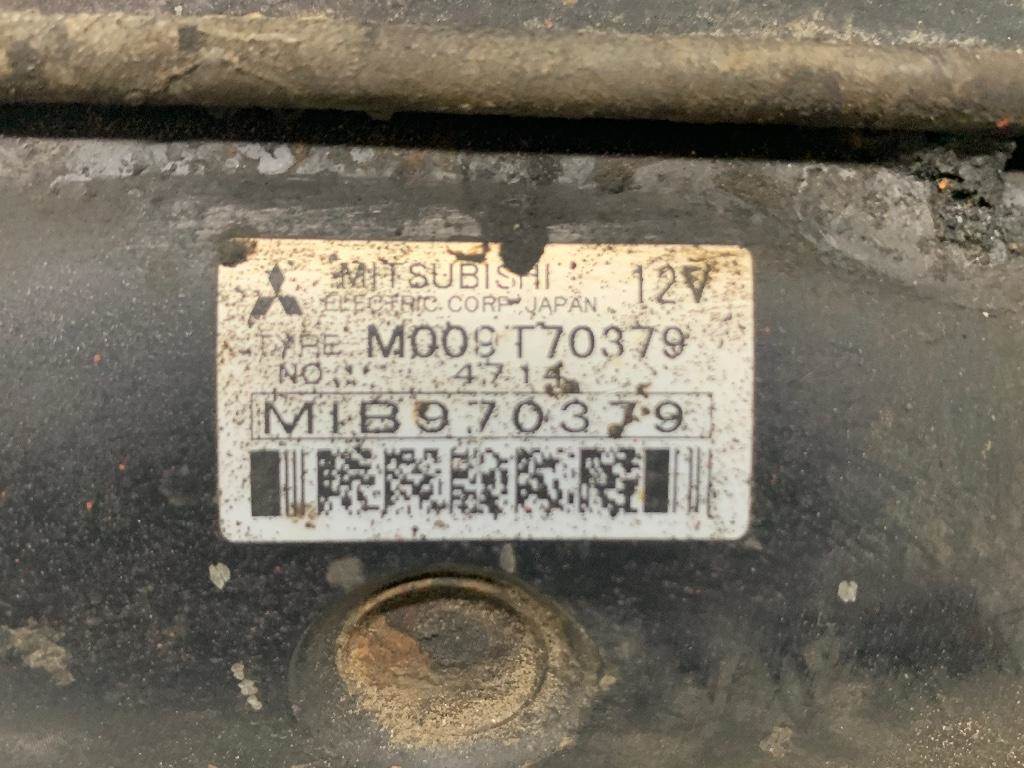 MITSUBISHI 12V
ELECTRIC CORP. JAPAN
TYPE M009T70379
NO. 4714
MIB970379